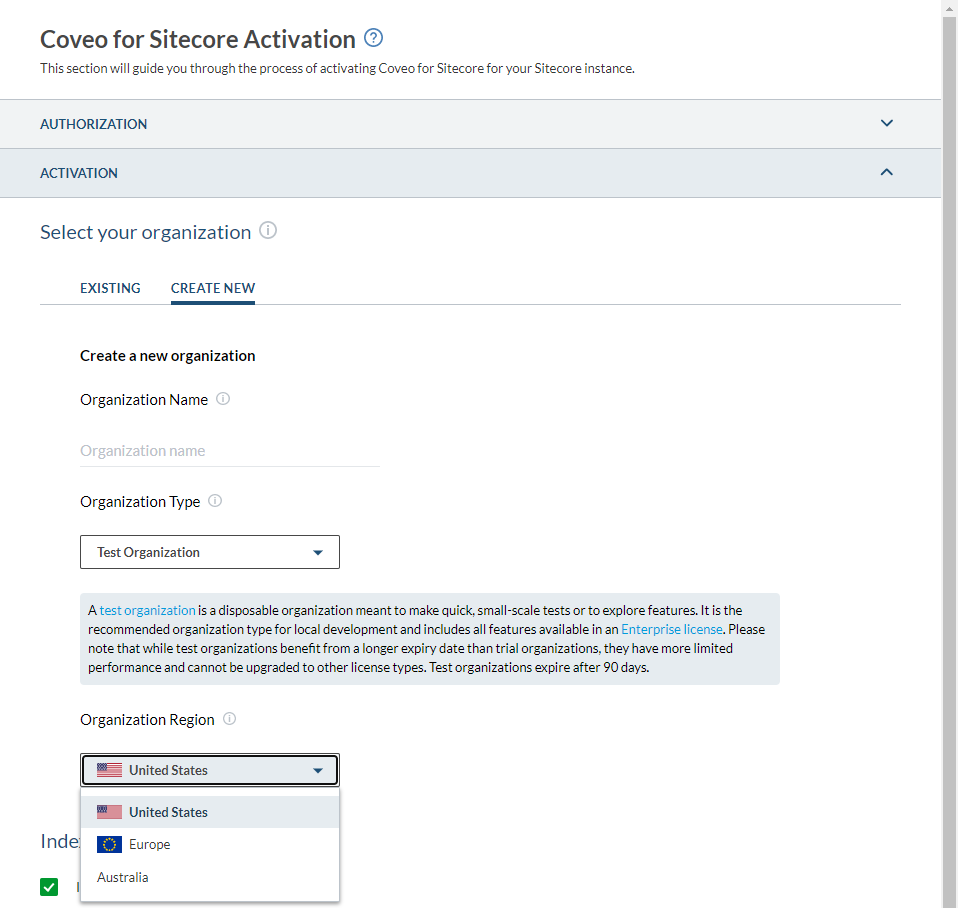 Coveo for Sitecore Activation
This section will guide you through the process of activating Coveo for Sitecore for your Sitecore instance.
AUTHORIZATION
ACTIVATION
Select your organization
EXISTING
CREATE NEW
Create a new organization
Organization Name
Organization name
Organization Type
Test Organization
A test organization is a disposable organization meant to make quick, small-scale tests or to explore features. It is the
recommended organization type for local development and includes all features available in an Enterprise license. Please
note that while test organizations benefit from a longer expiry date than trial organizations, they have more limited
performance and cannot be upgraded to other license types. Test organizations expire after 90 days.
Organization Region
United States
United States
Europe
Australia